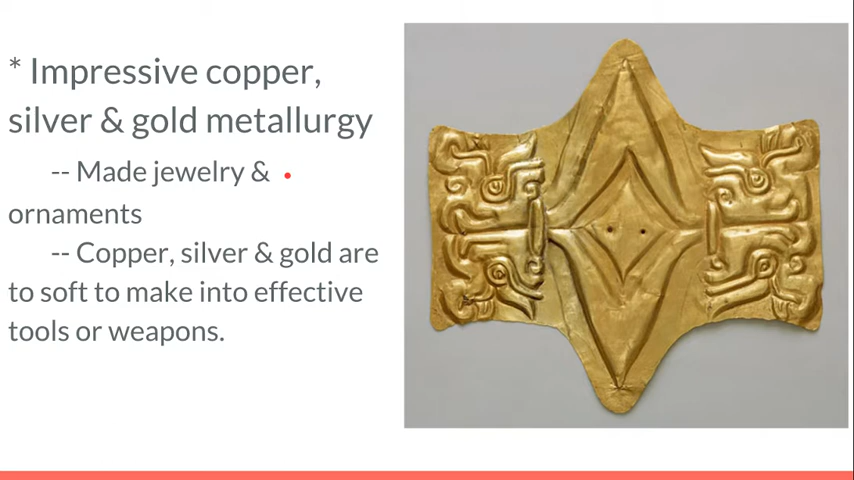 * Impressive copper,
silver & gold metallurgy
-- Made jewelry &
ornaments
-- Copper, silver & gold are
to soft to make into effective
tools or weapons.